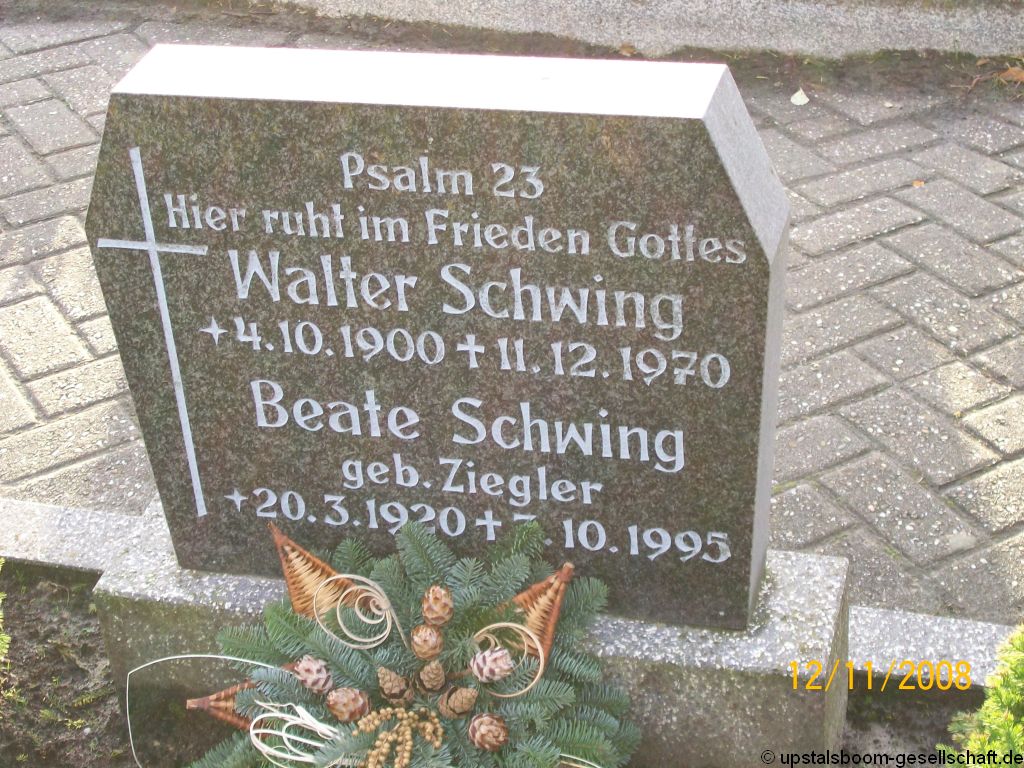 Psalm 23
Hier ruht im Frieden Gottes
Walter Schwing
4.10.1900 ✝ 11.12.1970
Beate Schwing
geb. Ziegler
20.3.1920 ✝ .10.1995
12/11/2008
© upstalsboom-gesellschaft.de